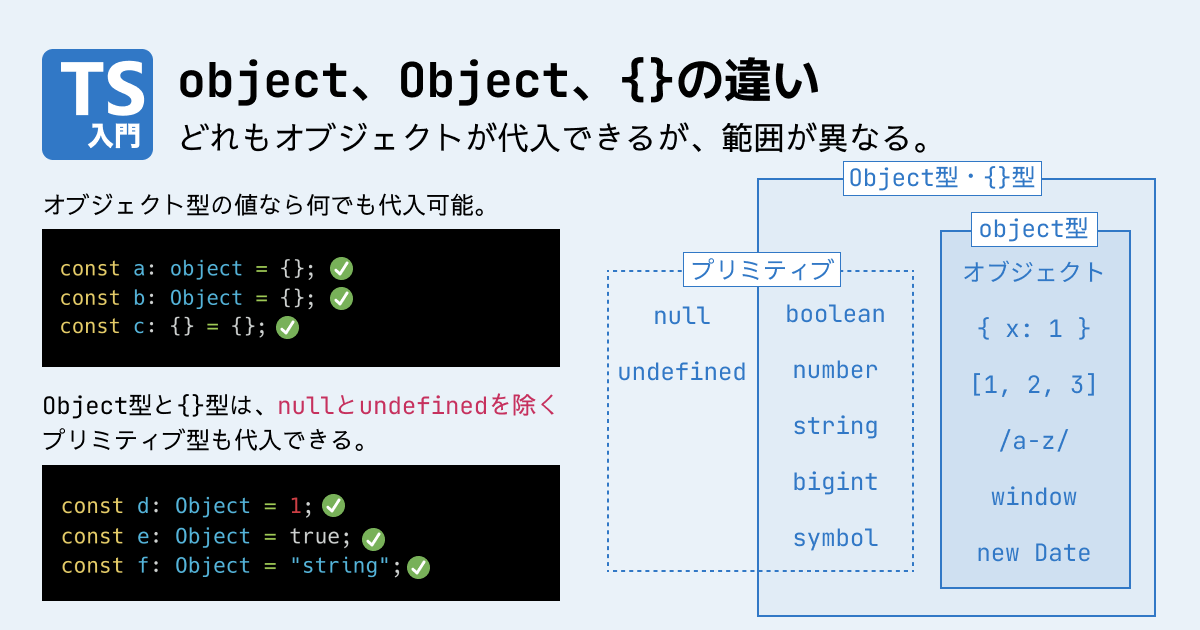 TS
入門
object、Object、{}の違い
どれもオブジェクトが代入できるが、範囲が異なる。
オブジェクト型の値なら何でも代入可能。
const a: object = {};
const b: Object = {};
const c: {} = {};
Object型と{}型は、nullとundefinedを除く
プリミティブ型も代入できる。
const d: Object = 1;
const e: Object = true;
const f: Object = "string";
Object型・{}型
プリミティブ
null
undefined
boolean
number
string
bigint
symbol
object型
オブジェクト
{ x: 1 }
[1, 2, 3]
/a-z/
window
new Date